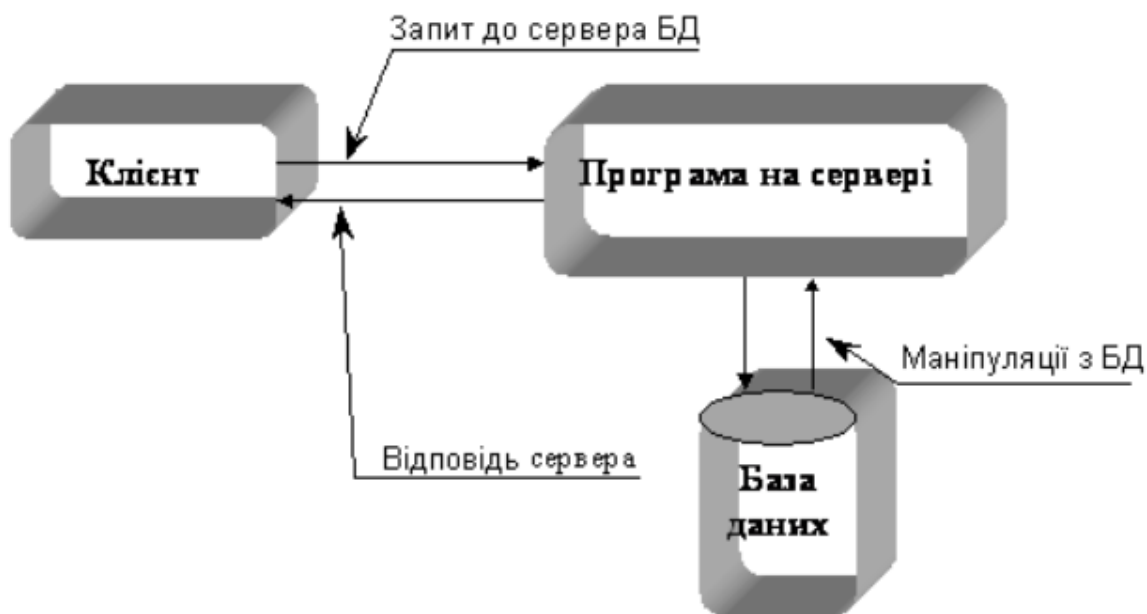 Запит до сервера БД
Клієнт
Програма на сервері
Маніпуляції з БД
Відповідь сервера
База
даних